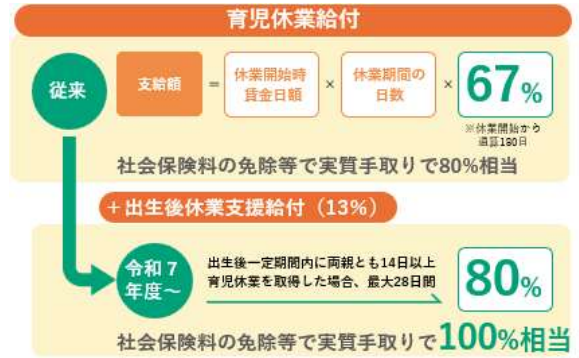 育児休業給付
従来
支給額 = 休業開始時賃金日額 × 休業期間の日数 × 67%
※休業開始から
通算180日
社会保険料の免除等で実質手取りで80%相当
+出生後休業支援給付（13%）
令和7
年度～
出生後一定期間内に両親とも14日以上
育児休業を取得した場合、最大28日間
80%
社会保険料の免除等で実質手取りで100%相当